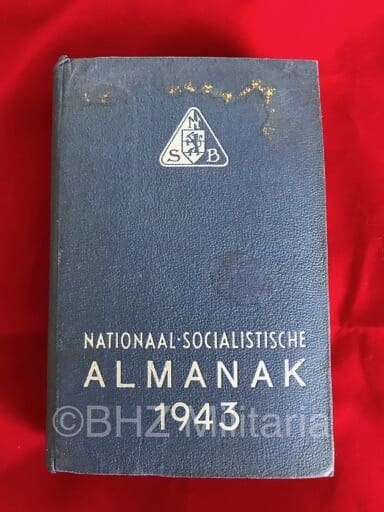 N
S B
NATIONAAL·SOCIALISTISCHE
ALMANAK
1943
©BHZ Militaria